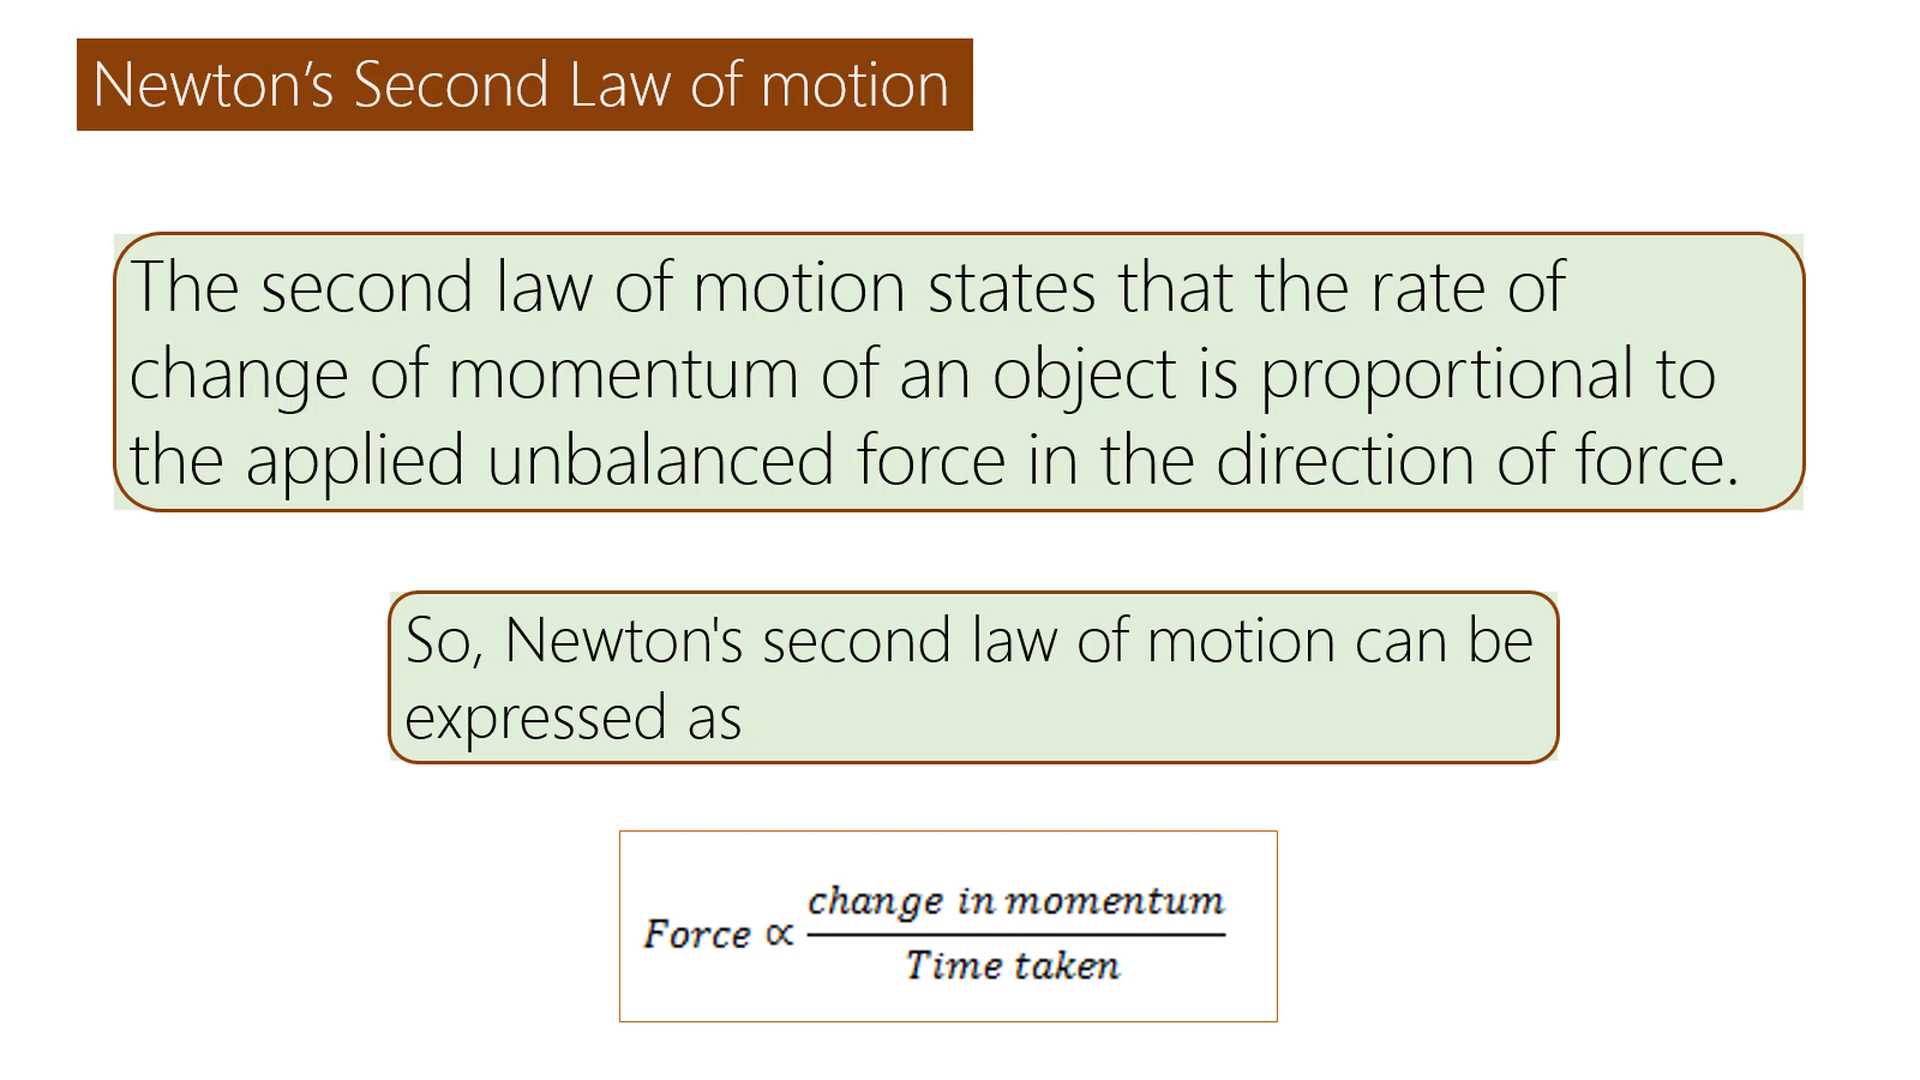 Newton’s Second Law of motion
The second law of motion states that the rate of
change of momentum of an object is proportional to
the applied unbalanced force in the direction of force.
So, Newton's second law of motion can be
expressed as
Force ∝ change in momentum
Time taken